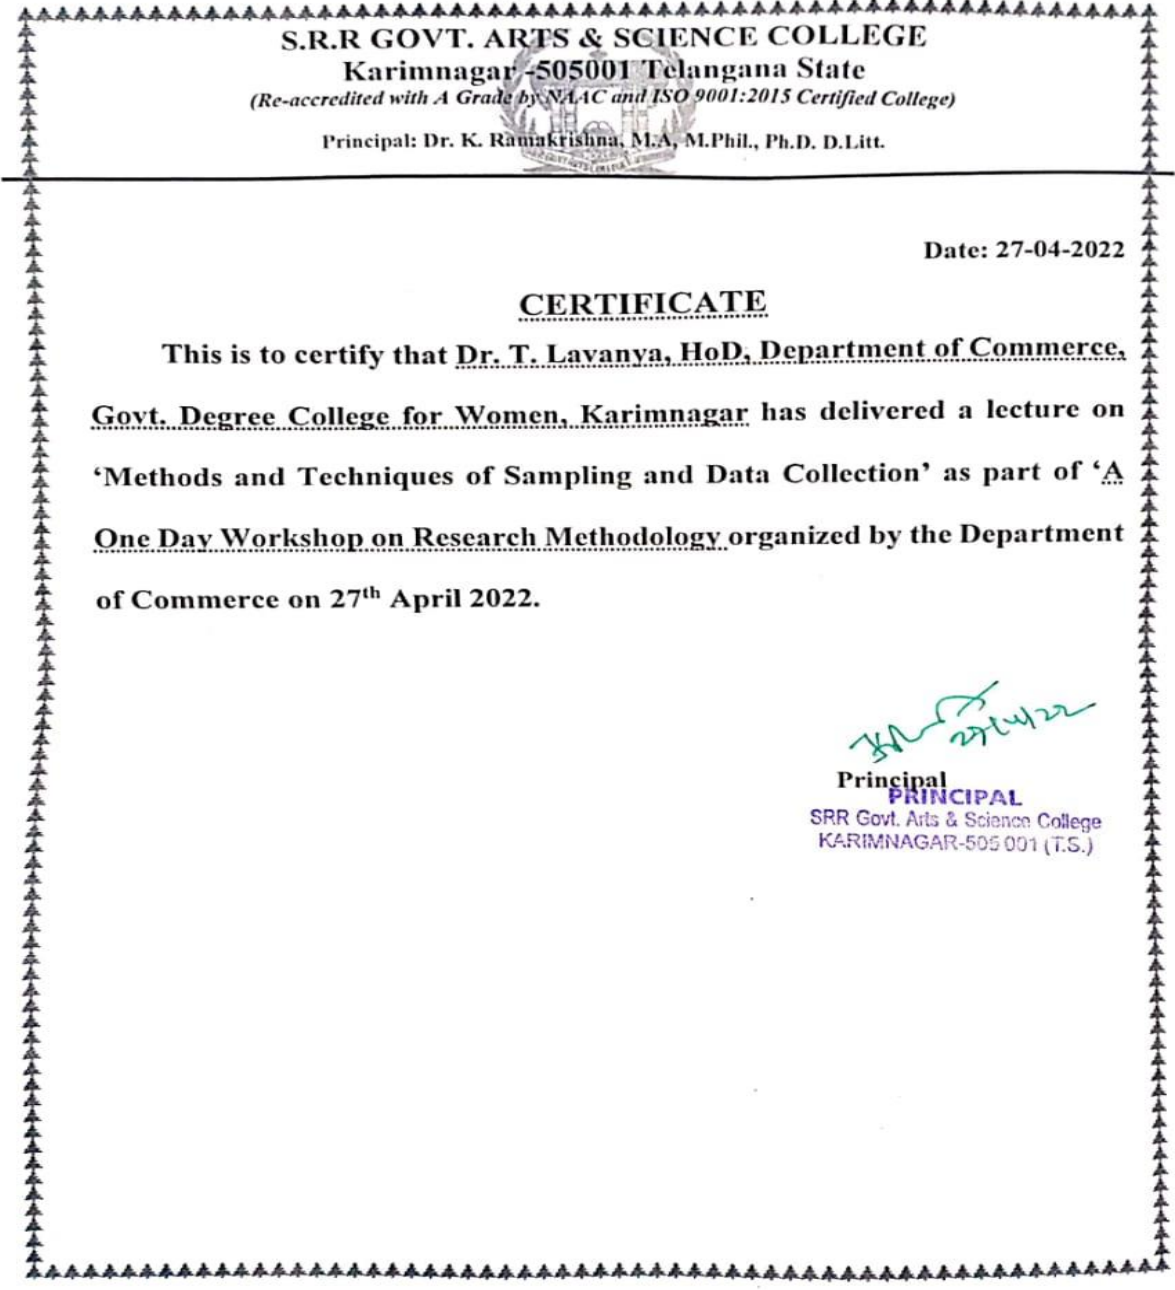 S.R.R GOVT. ARTS & SCIENCE COLLEGE
Karimnagar -505001 Telangana State
(Re-accredited with A Grade by NAAC and ISO 9001:2015 Certified College)
Principal: Dr. K. Ramakrishna, M.A, M.Phil., Ph.D. D.Litt.
Date: 27-04-2022
CERTIFICATE
This is to certify that Dr. T. Lavanya, HoD, Department of Commerce,
Govt. Degree College for Women, Karimnagar has delivered a lecture on
‘Methods and Techniques of Sampling and Data Collection’ as part of ‘A
One Day Workshop on Research Methodology organized by the Department
of Commerce on 27th April 2022.
27/4/22
Principal
PRINCIPAL
SRR Govt. Arts & Science College
KARIMNAGAR-505 001 (T.S.)